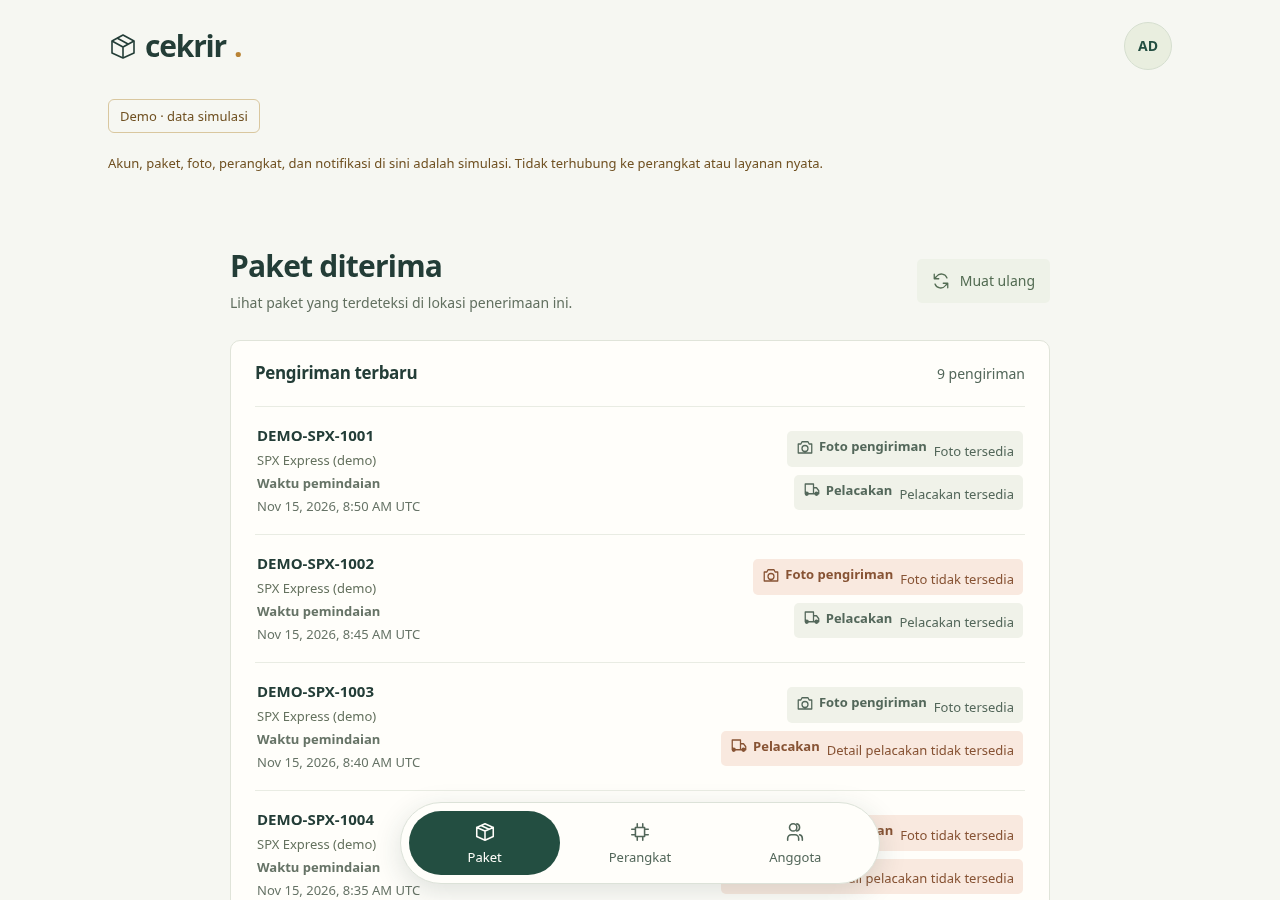 cekrir.
AD
Demo · data simulasi
Akun, paket, foto, perangkat, dan notifikasi di sini adalah simulasi. Tidak terhubung ke perangkat atau layanan nyata.
Paket diterima
Lihat paket yang terdeteksi di lokasi penerimaan ini.
Muat ulang
Pengiriman terbaru
9 pengiriman
DEMO-SPX-1001
SPX Express (demo)
Waktu pemindaian
Nov 15, 2026, 8:50 AM UTC
Foto pengiriman Foto tersedia
Pelacakan Pelacakan tersedia
DEMO-SPX-1002
SPX Express (demo)
Waktu pemindaian
Nov 15, 2026, 8:45 AM UTC
Foto pengiriman Foto tidak tersedia
Pelacakan Pelacakan tersedia
DEMO-SPX-1003
SPX Express (demo)
Waktu pemindaian
Nov 15, 2026, 8:40 AM UTC
Foto pengiriman Foto tersedia
Pelacakan Detail pelacakan tidak tersedia
DEMO-SPX-1004
SPX Express (demo)
Waktu pemindaian
Nov 15, 2026, 8:35 AM UTC
Foto tidak tersedia
pelacakan tidak tersedia
Paket
Perangkat
Anggota